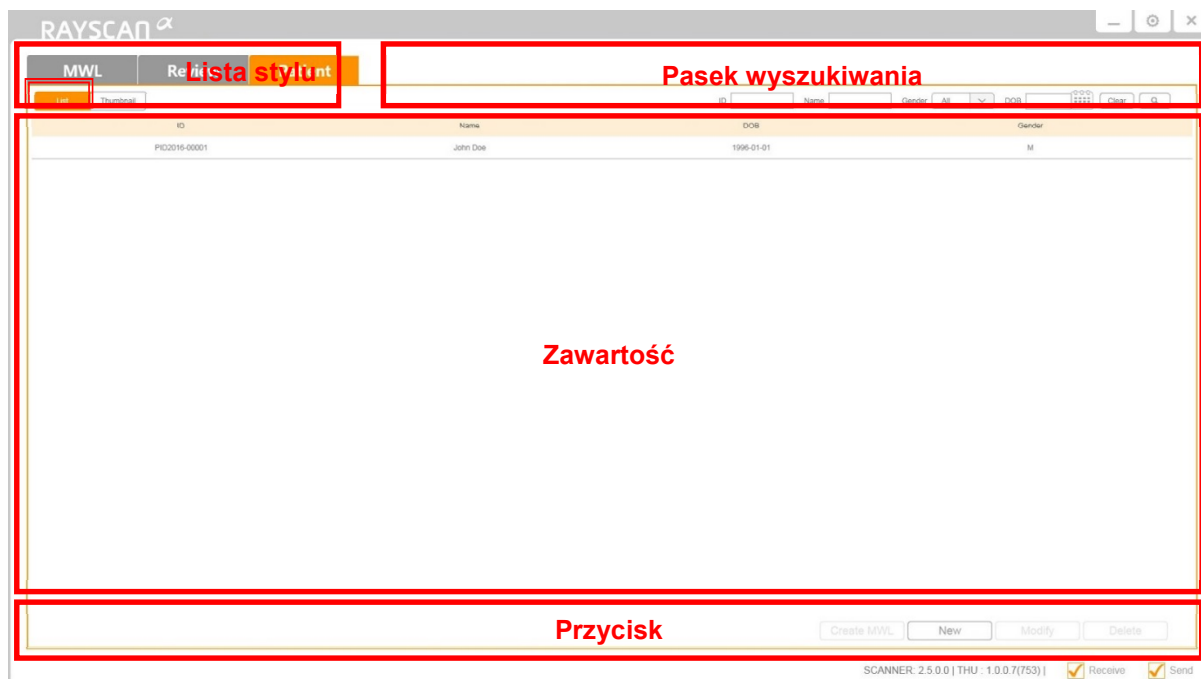 RAYSCAN α
MWL Review Patient
Lista stylu
Pasek wyszukiwania
List Thumbnail ID Name Gender All DOB Clear
ID Name DOB Gender
PID2016-00001 John Doe 1996-01-01 M
Zawartość
Przycisk
Create MWL New Modify Delete
SCANNER: 2.5.0.0 | THU : 1.0.0.7(753) | Receive Send